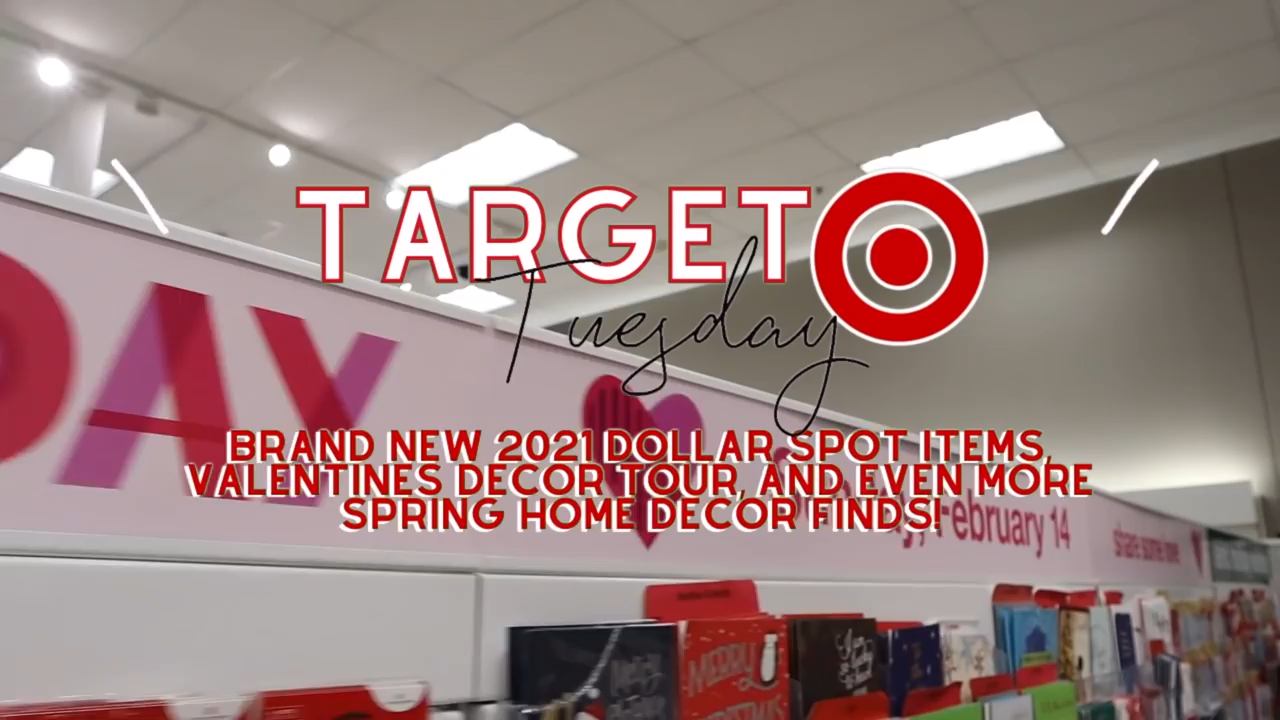 TARGET
Tuesday
DAY
BRAND NEW 2021 DOLLAR SPOT ITEMS,
VALENTINES DECOR TOUR, AND EVEN MORE
SPRING HOME DECOR FINDS!
February 14
share some love
MERRY
CHRISTMAS